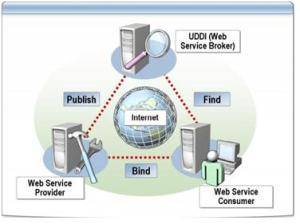 UDDI (Web
Service Broker)
Publish
Find
Internet
Bind
Web Service
Provider
Web Service
Consumer